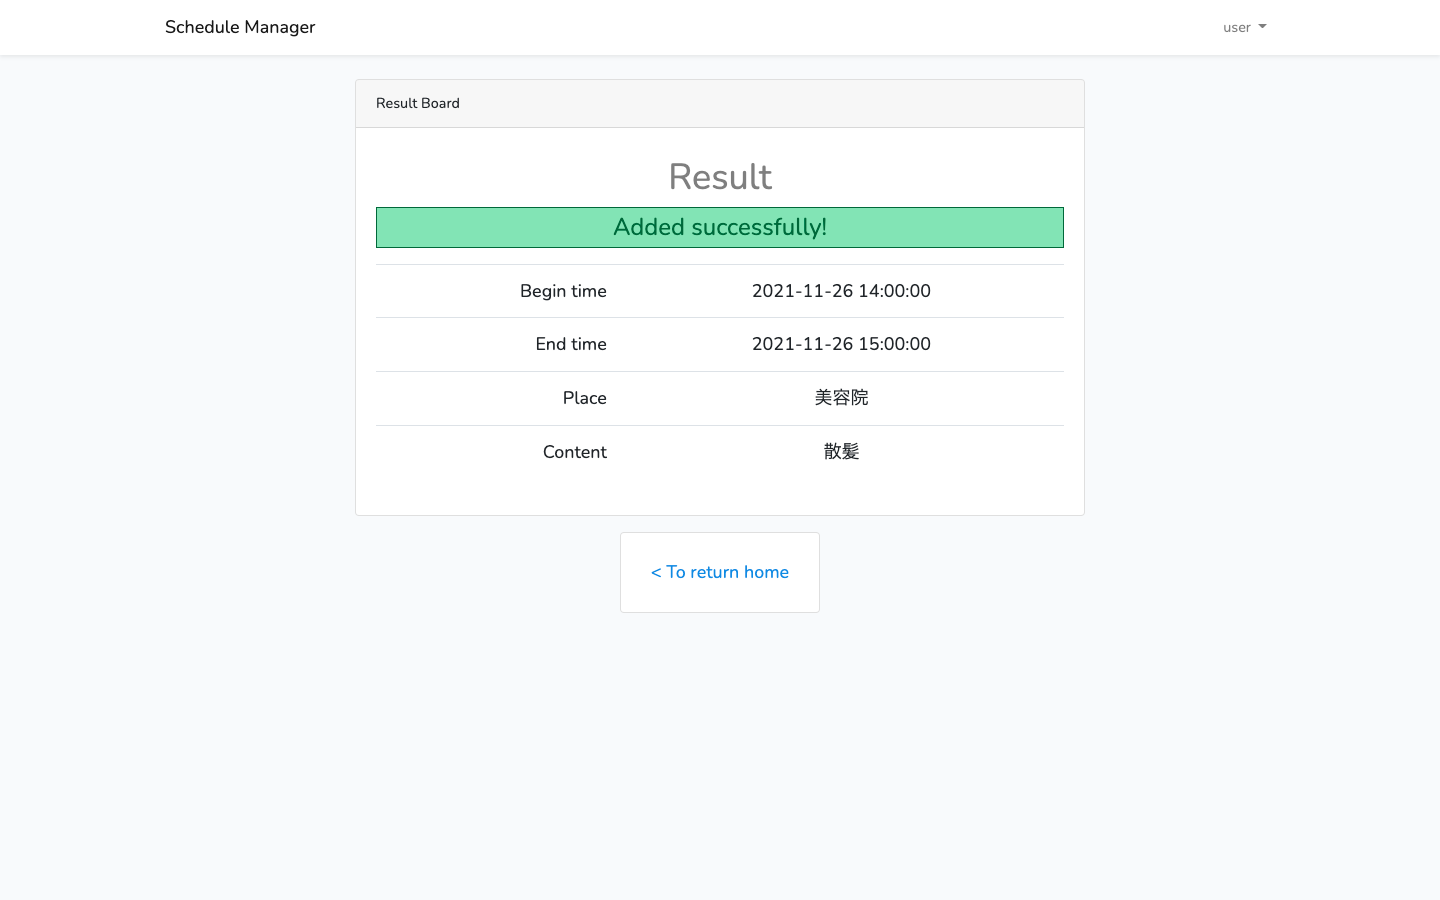 Schedule Manager
user
Result Board
Result
Added successfully!
Begin time 2021-11-26 14:00:00
End time 2021-11-26 15:00:00
Place 美容院
Content 散髪
< To return home